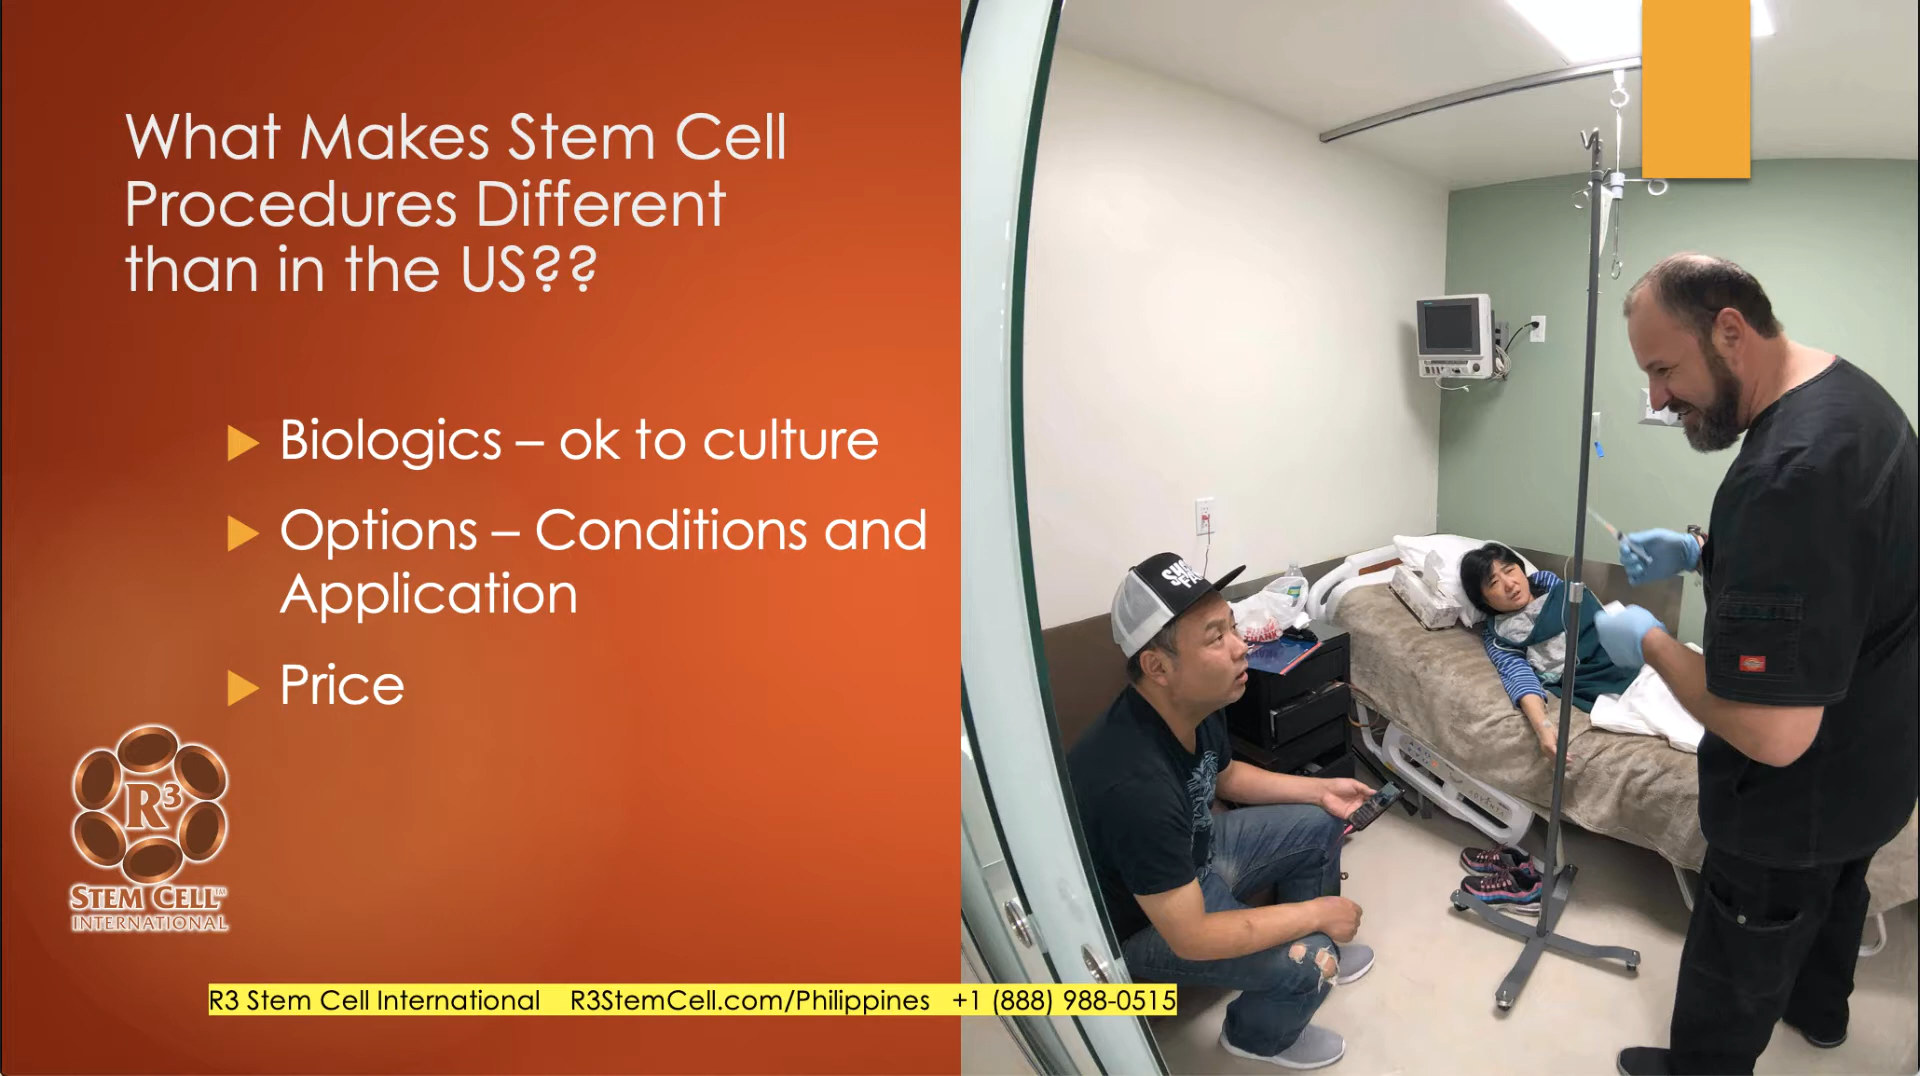 What Makes Stem Cell
Procedures Different
than in the US??
Biologics – ok to culture
Options – Conditions and
Application
Price
R³
STEM CELL™
INTERNATIONAL
R3 Stem Cell International R3StemCell.com/Philippines +1 (888) 988-0515